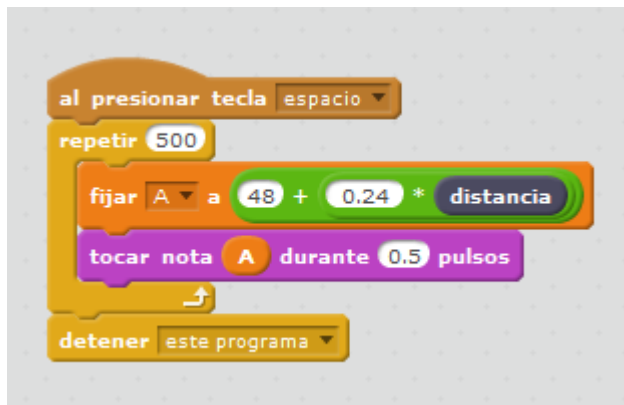 al presionar tecla espacio
repetir 500
fijar A a 48 + 0.24 * distancia
tocar nota A durante 0.5 pulsos
detener este programa